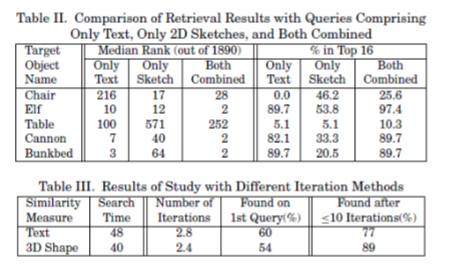 Table II. Comparison of Retrieval Results with Queries Comprising
Only Text, Only 2D Sketches, and Both Combined
Target Median Rank (out of 1890) % in Top 16
Object Only Only Both Only Only Both
Name Text Sketch Combined Text Sketch Combined
Chair 216 17 28 0.0 46.2 25.6
Elf 10 12 2 89.7 53.8 97.4
Table 100 571 252 5.1 5.1 10.3
Cannon 7 40 2 82.1 33.3 89.7
Bunkbed 3 64 2 89.7 20.5 89.7
Table III. Results of Study with Different Iteration Methods
Similarity Search Number of Found on Found after
Measure Time Iterations 1st Query(%) ≤10 Iterations(%)
Text 48 2.8 60 77
3D Shape 40 2.4 54 89